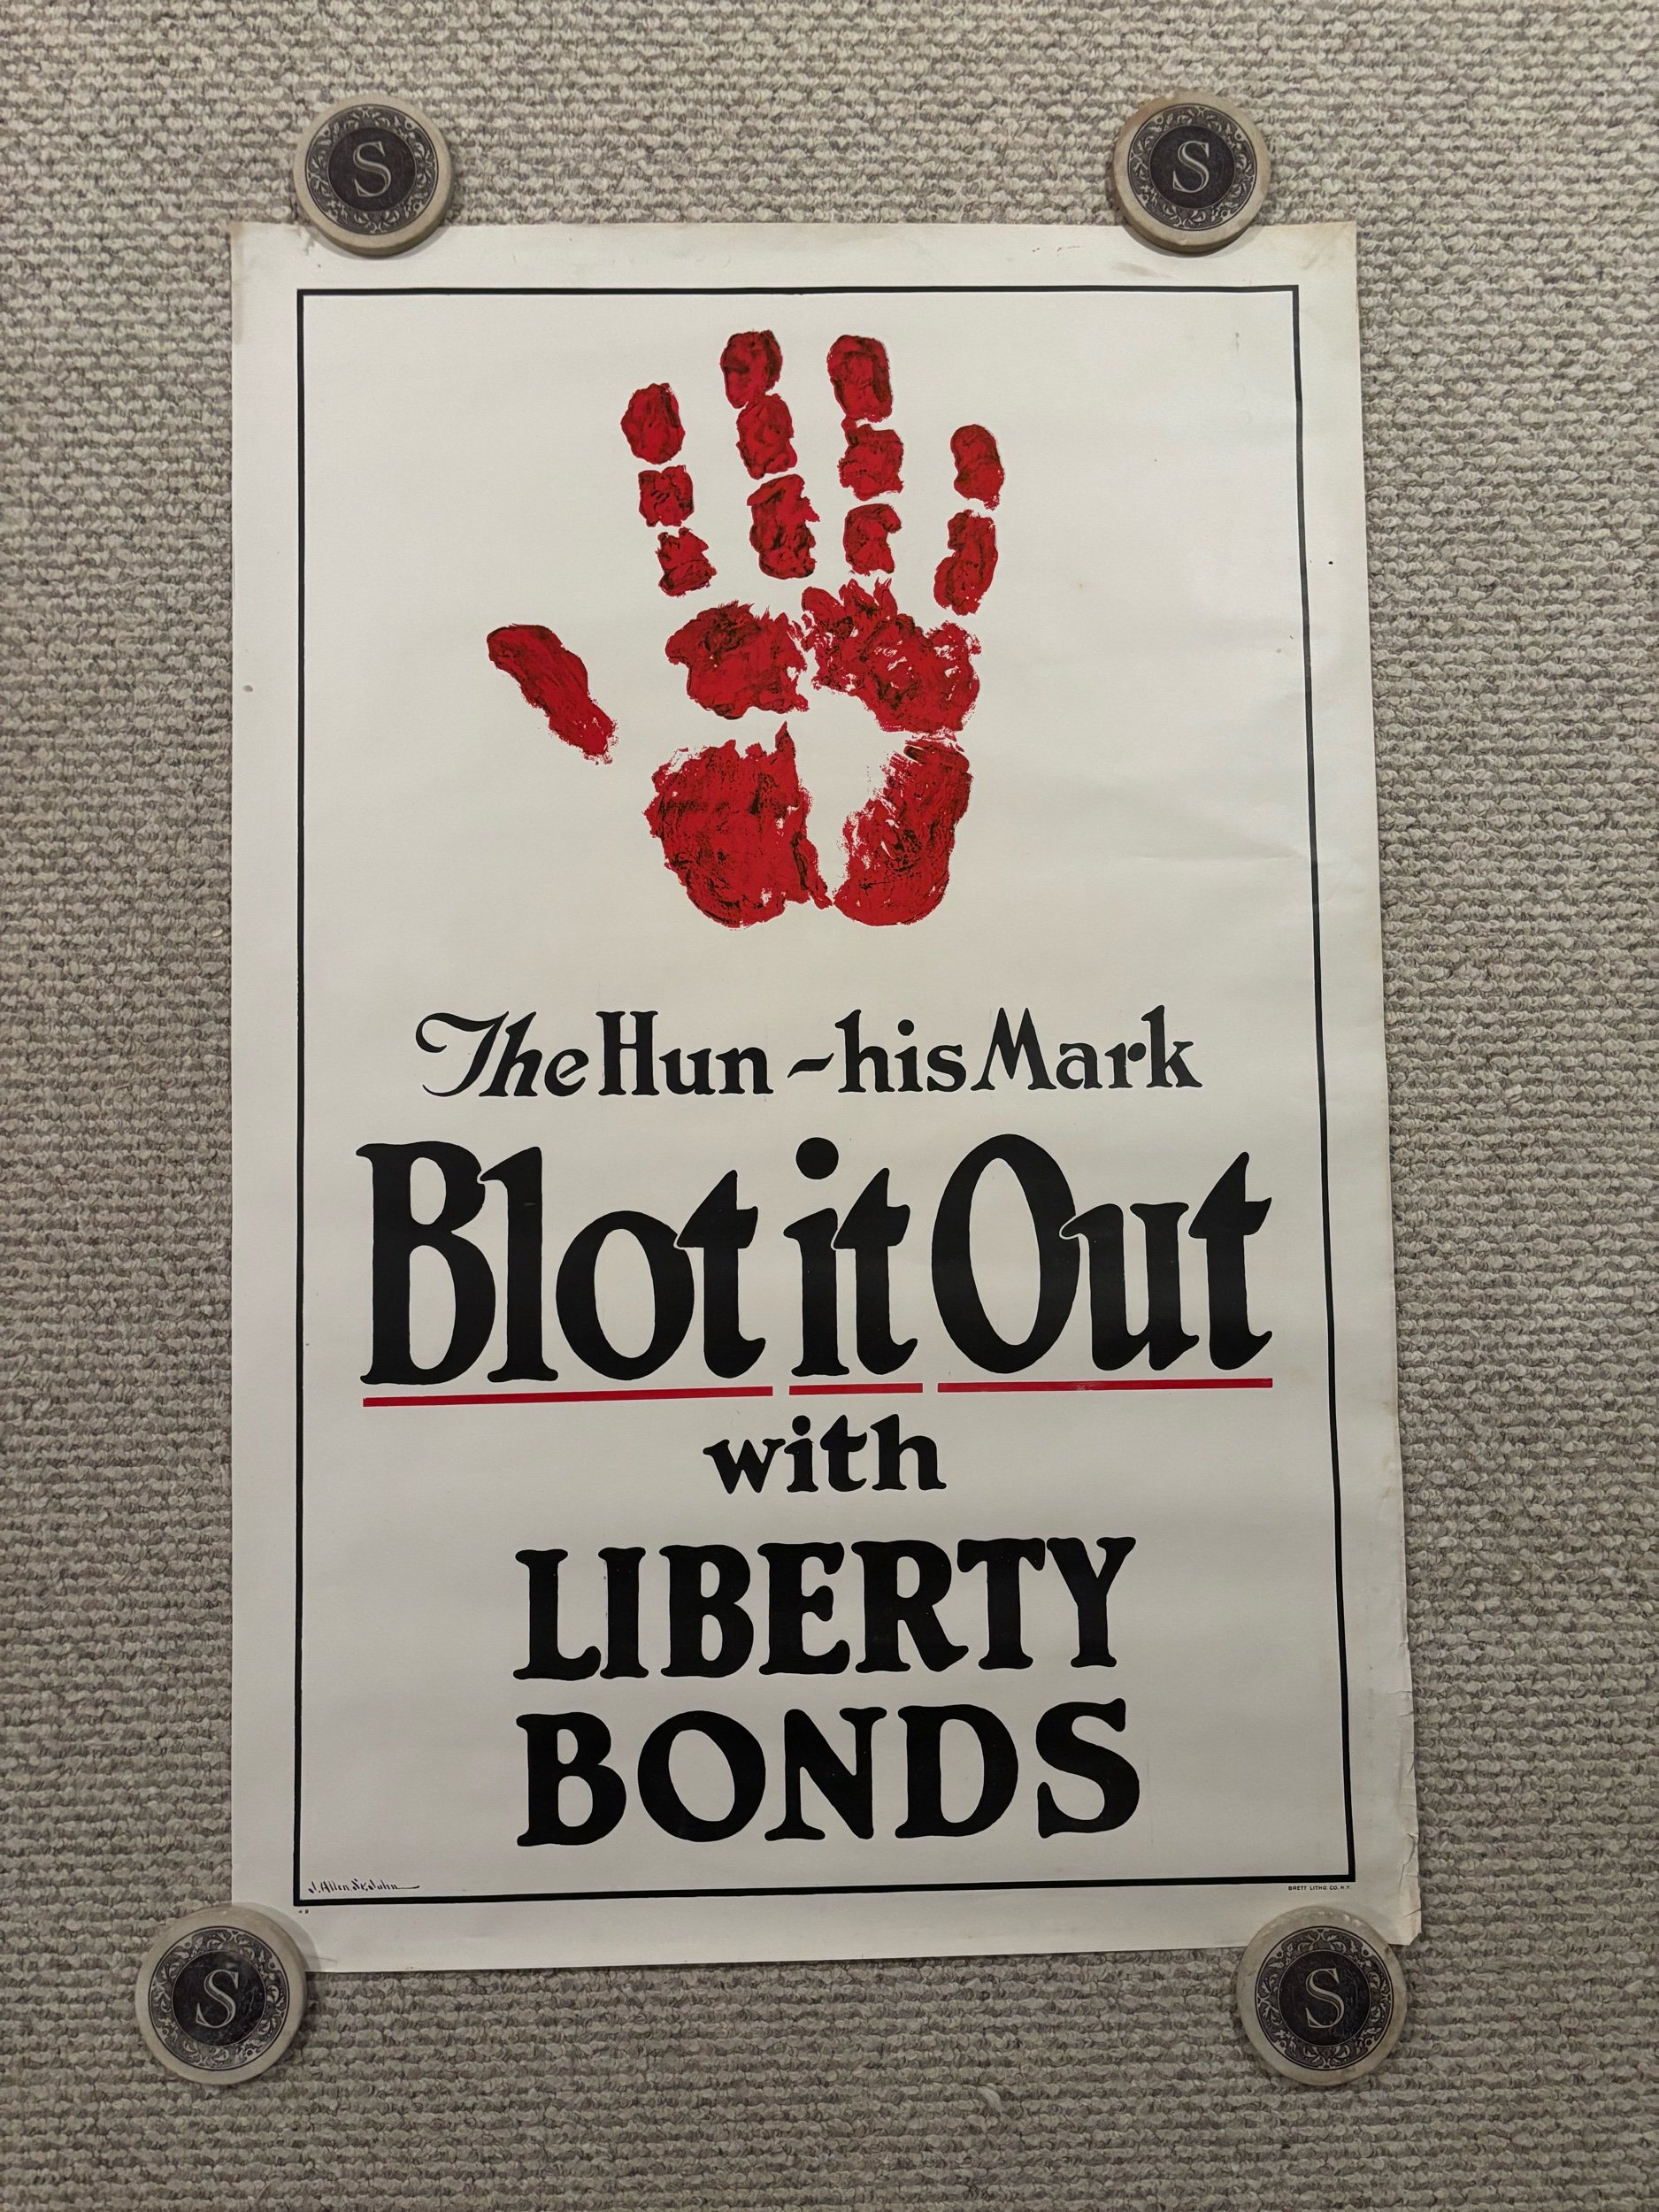 S
S
The Hun - his Mark
Blot it Out
with
LIBERTY
BONDS
J. Allen St. John
BRETT LITHO. CO. N.Y.
S
S